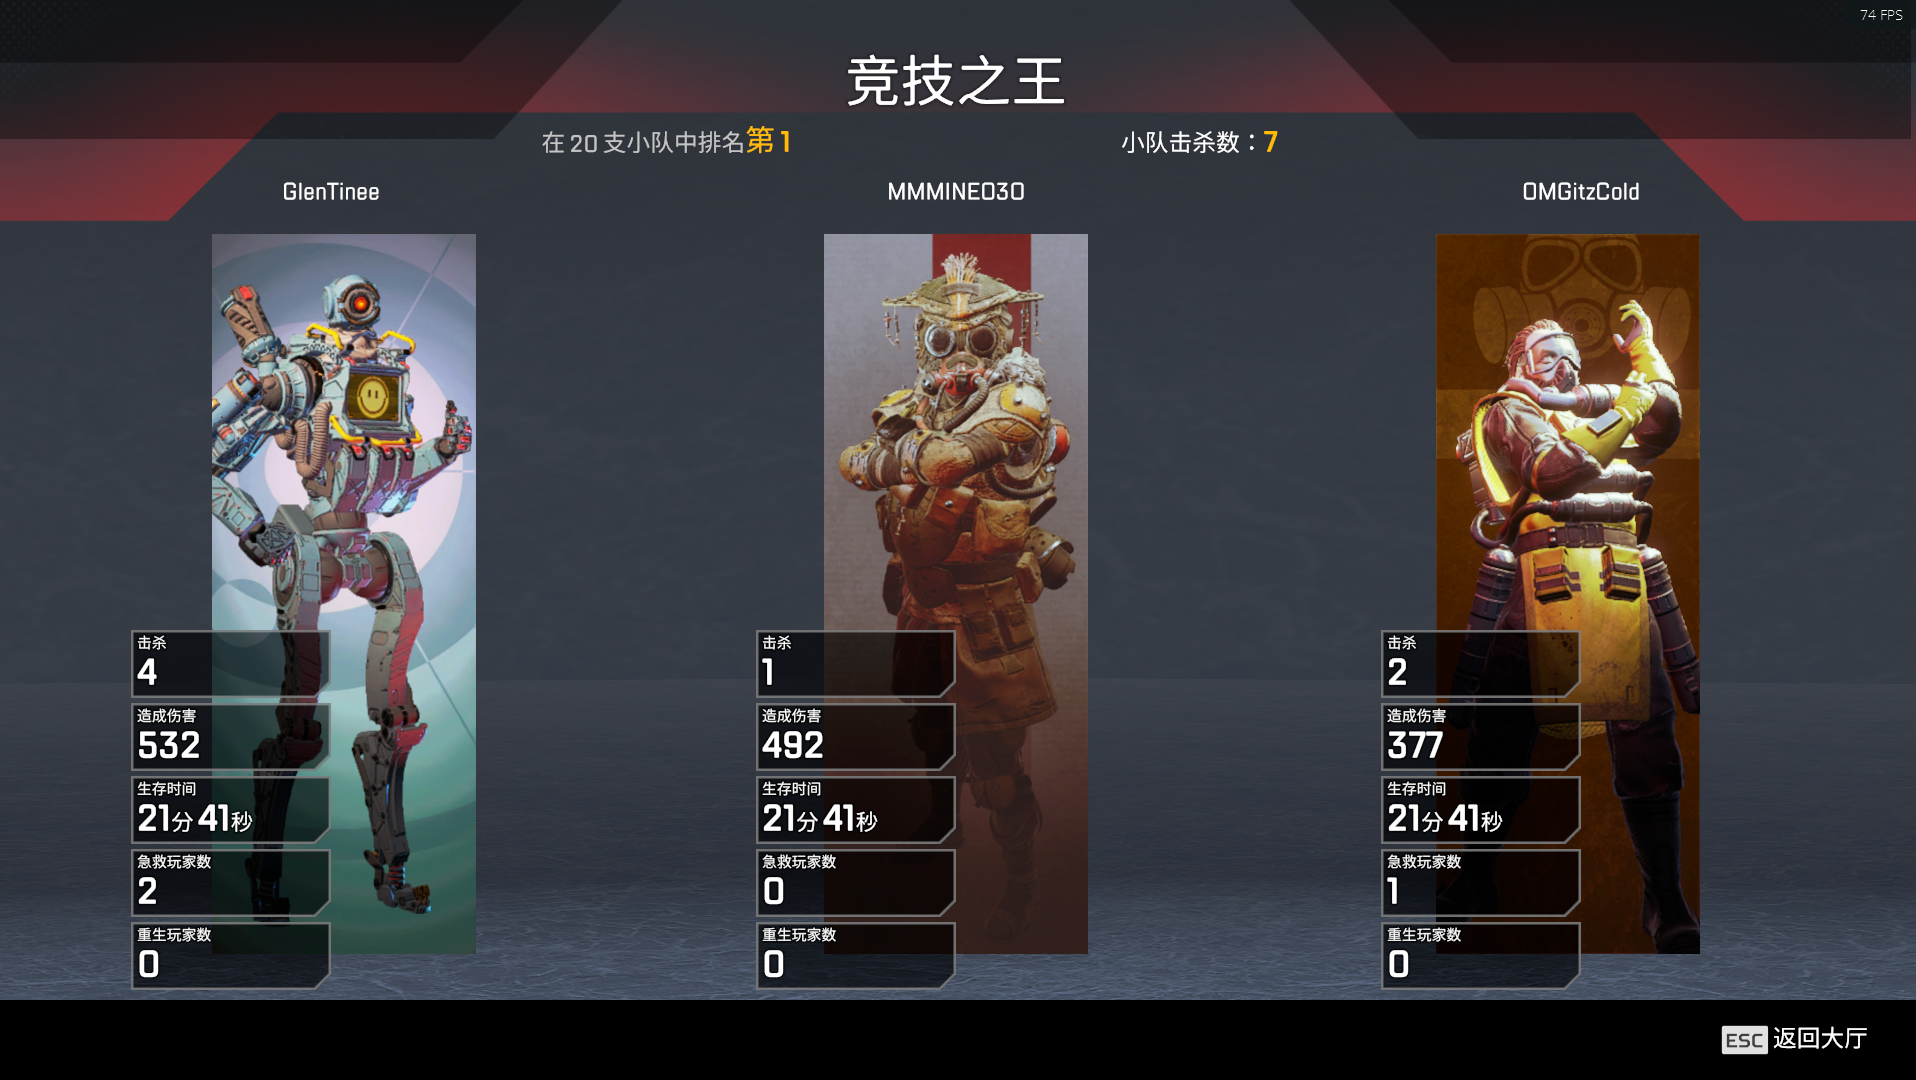 74 FPS
竞技之王
在 20 支小队中排名第 1
小队击杀数：7
GlenTinee
MMMINEO3O
OMGitzCold
击杀
4
造成伤害
532
生存时间
21分 41秒
急救玩家数
2
重生玩家数
0
击杀
1
造成伤害
492
生存时间
21分 41秒
急救玩家数
0
重生玩家数
0
击杀
2
造成伤害
377
生存时间
21分 41秒
急救玩家数
1
重生玩家数
0
ESC 返回大厅